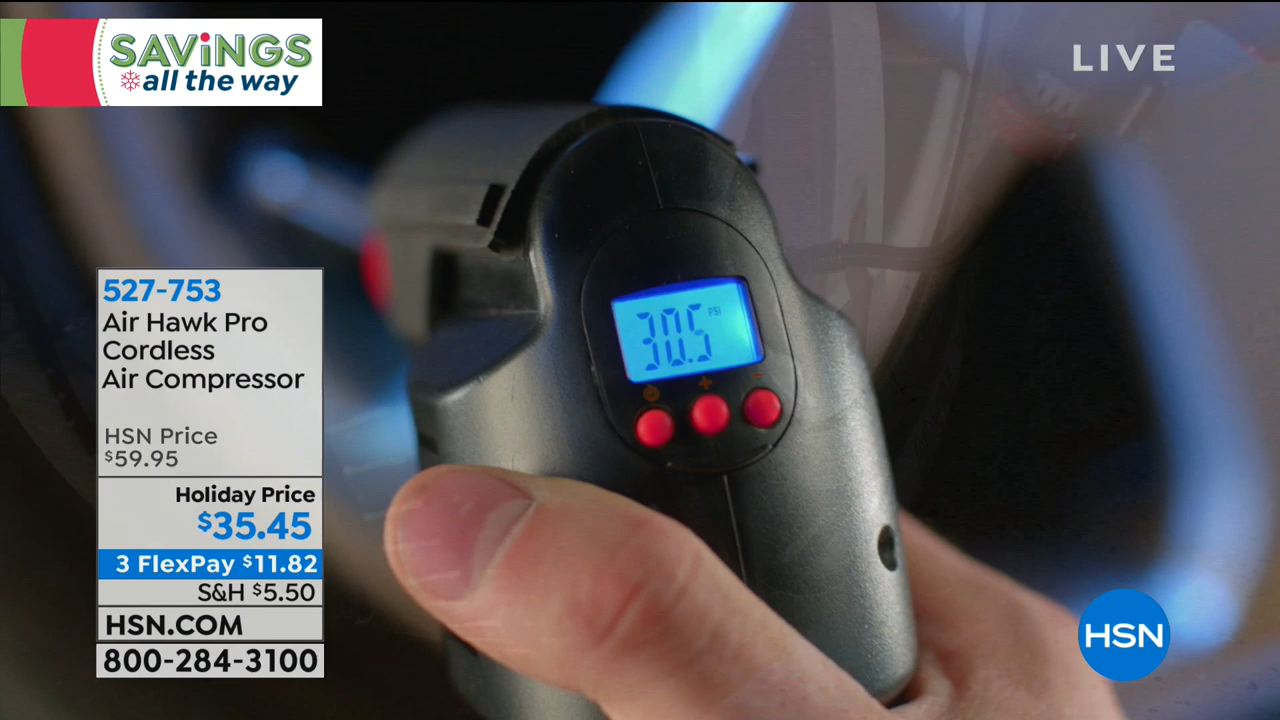 SAVINGS
all the way
LIVE
527-753
Air Hawk Pro
Cordless
Air Compressor
HSN Price
$59.95
Holiday Price
$35.45
3 FlexPay $11.82
S&H $5.50
HSN.COM
800-284-3100
30.5 PSI
+
-
HSN